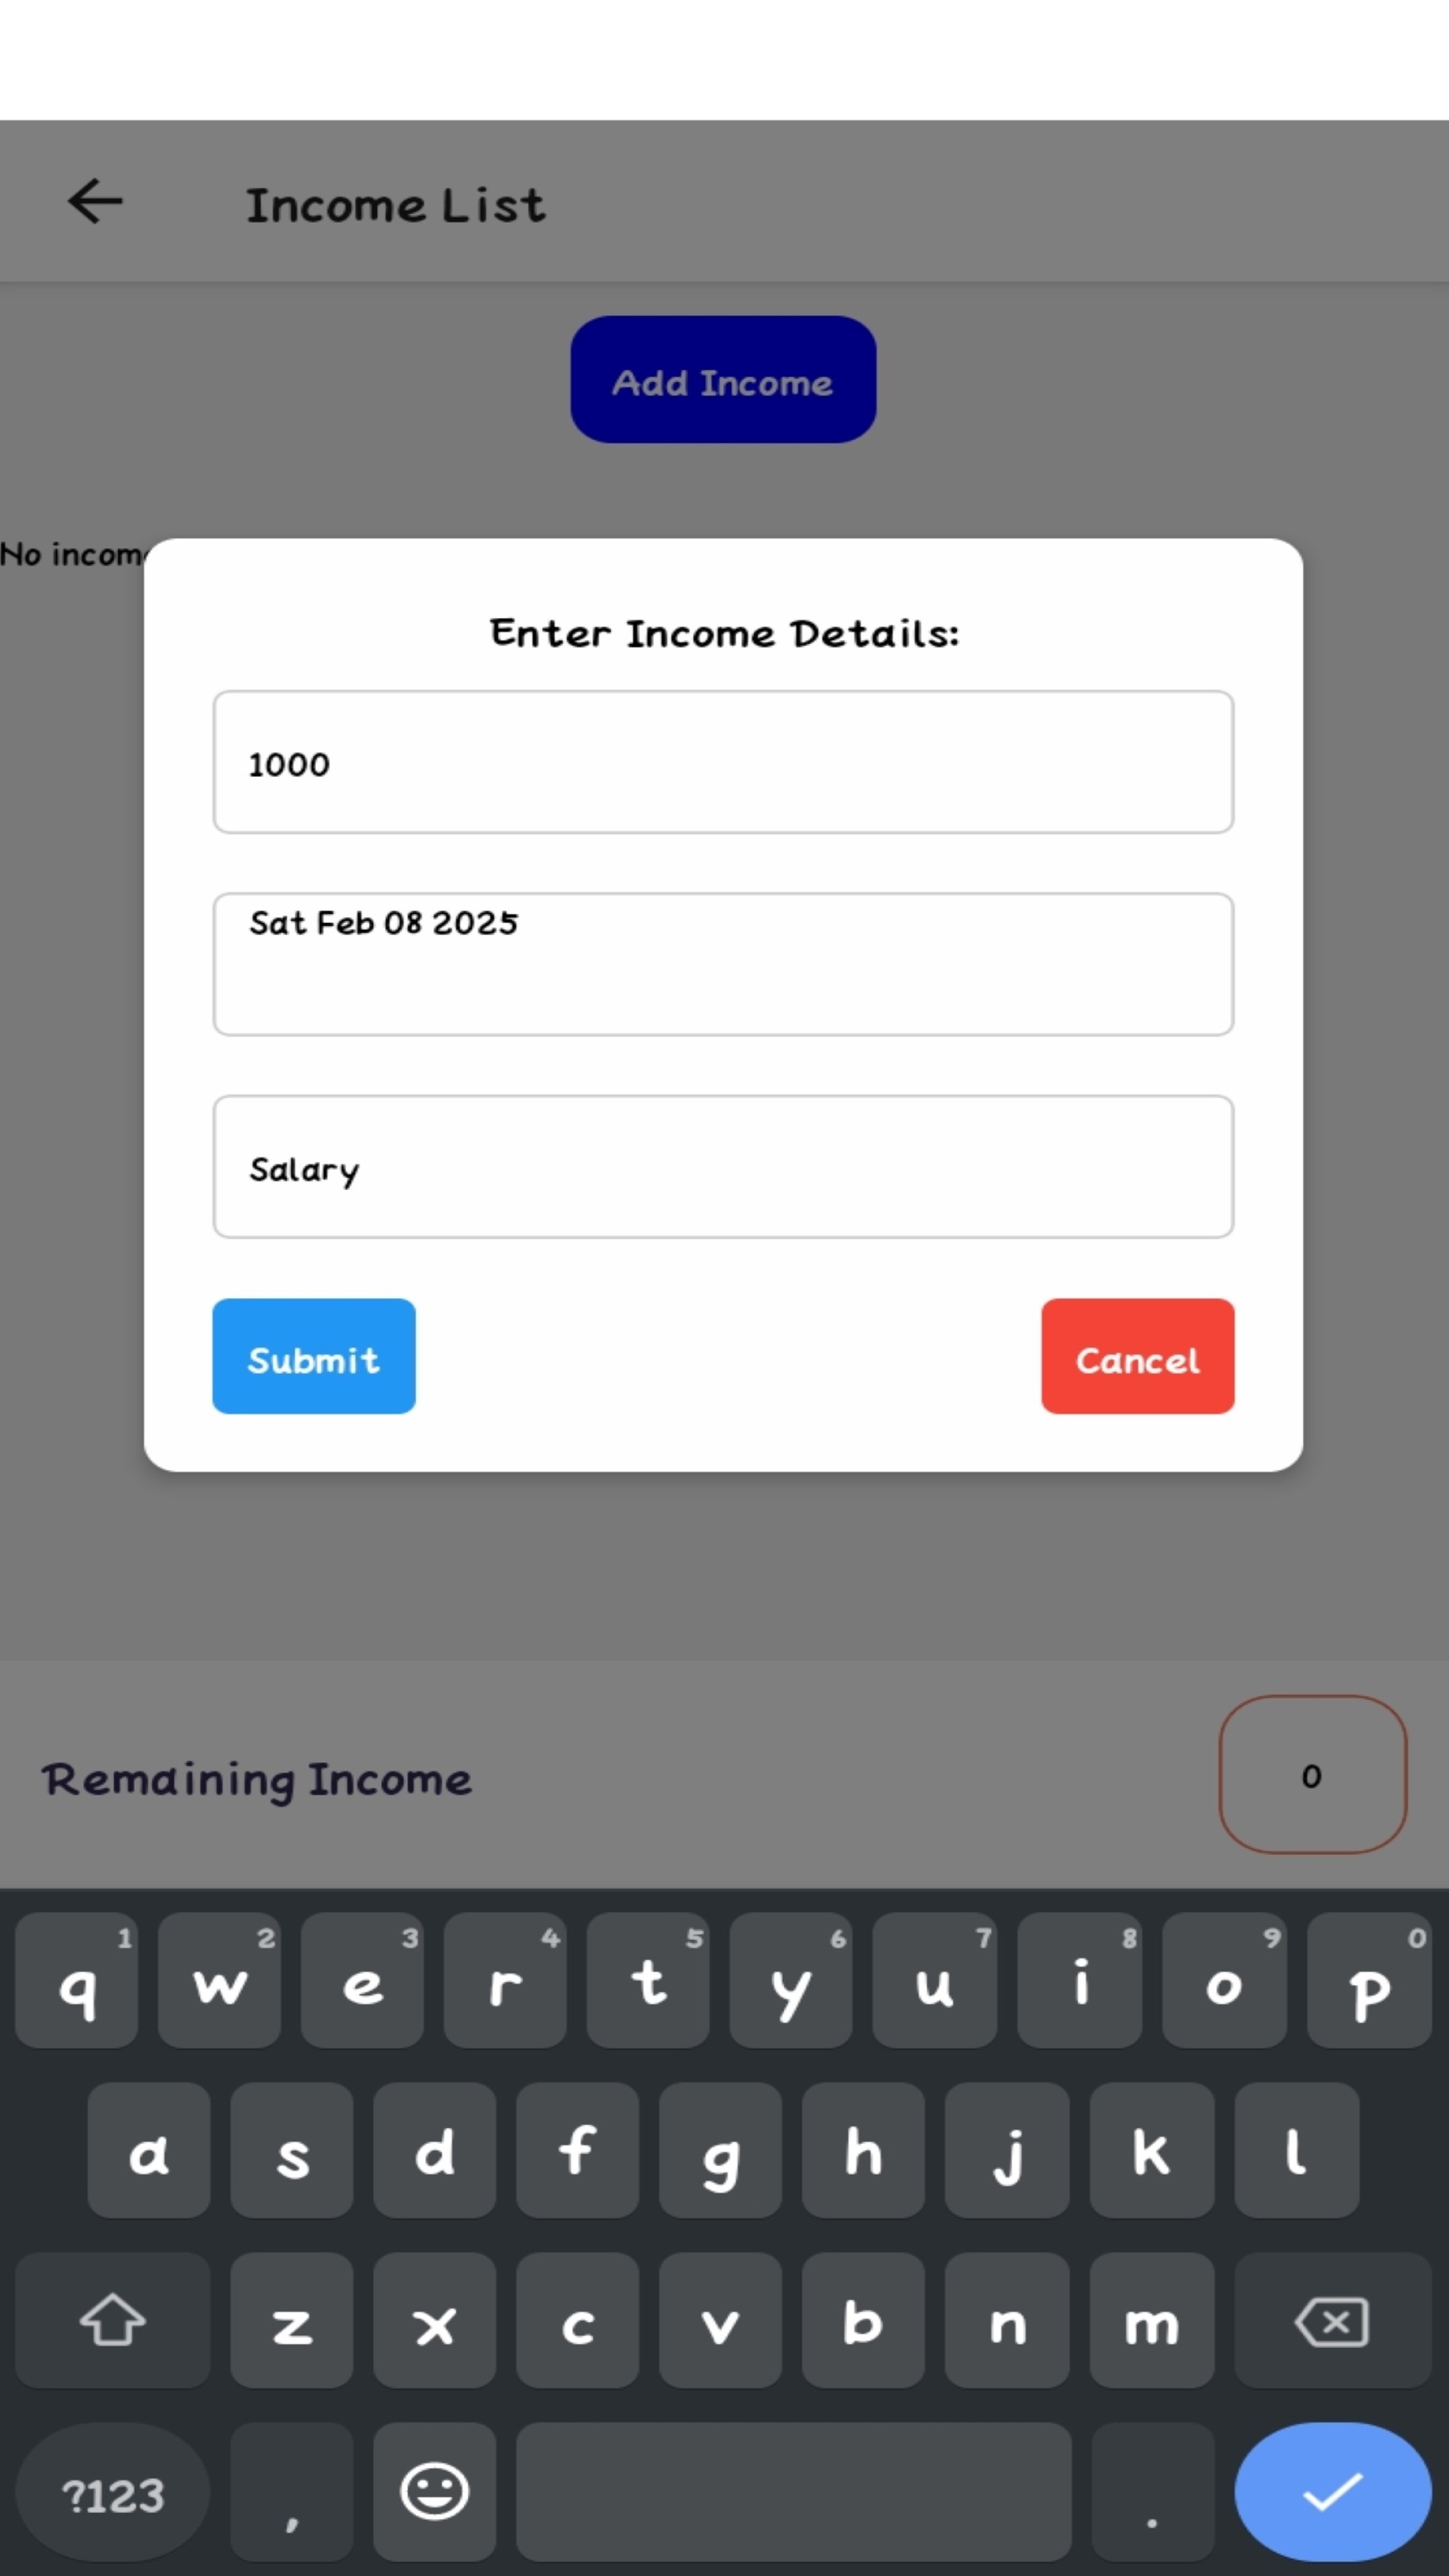 Income List
Add Income
No incom
Enter Income Details:
1000
Sat Feb 08 2025
Salary
Submit
Cancel
Remaining Income
0
1 2 3 4 5 6 7 8 9 0
q w e r t y u i o p
a s d f g h j k l
z x c v b n m
?123 , .